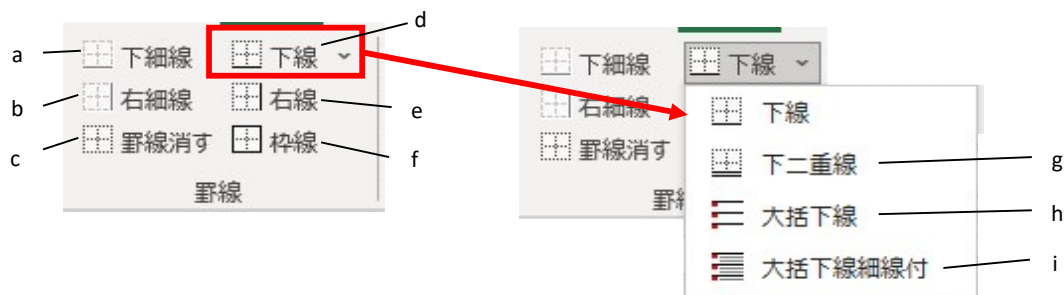 a 下細線 下線 d
b 右細線 右線 e
c 罫線消す 枠線 f
罫線
下細線 下線
右細線
罫線消す
罫
下線
下二重線 g
大括下線 h
大括下線細線付 i